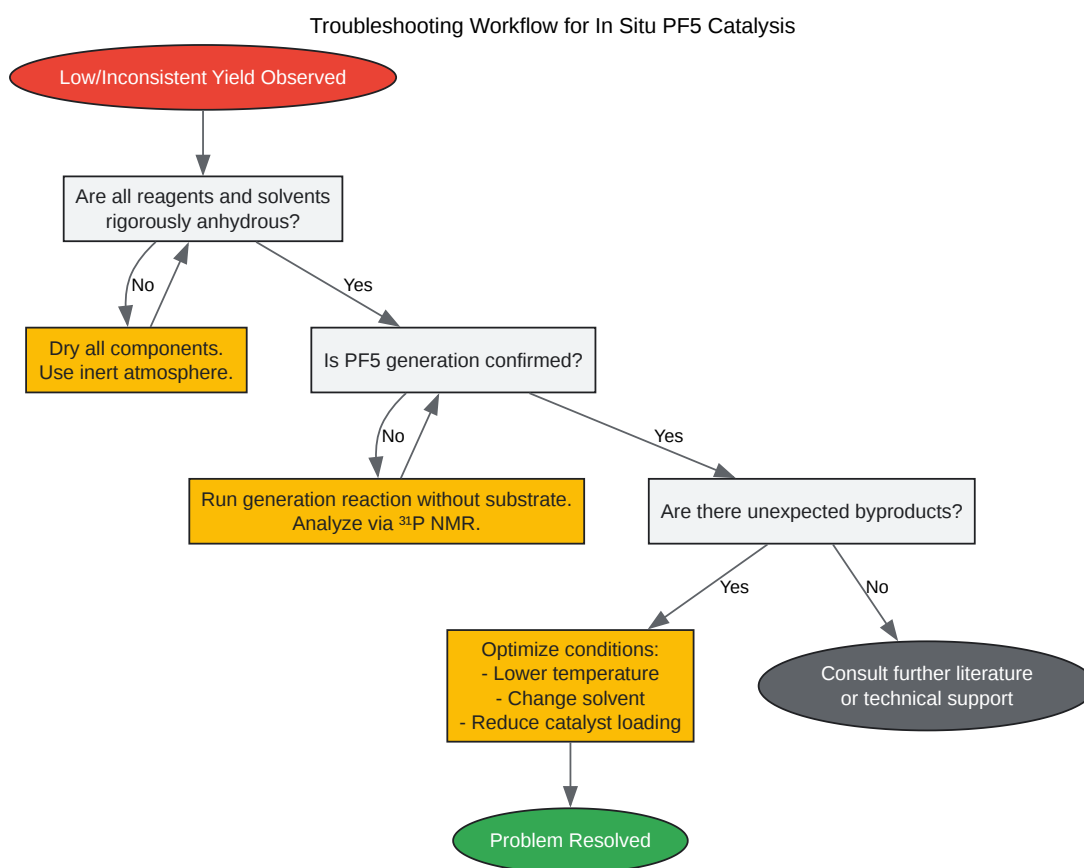 Troubleshooting Workflow for In Situ PF5 Catalysis
Low/Inconsistent Yield Observed
Are all reagents and solvents
rigorously anhydrous?
No
Yes
Dry all components.
Use inert atmosphere.
Is PF5 generation confirmed?
No
Yes
Run generation reaction without substrate.
Analyze via ³¹P NMR.
Are there unexpected byproducts?
Yes
No
Optimize conditions:
- Lower temperature
- Change solvent
- Reduce catalyst loading
Consult further literature
or technical support
Problem Resolved